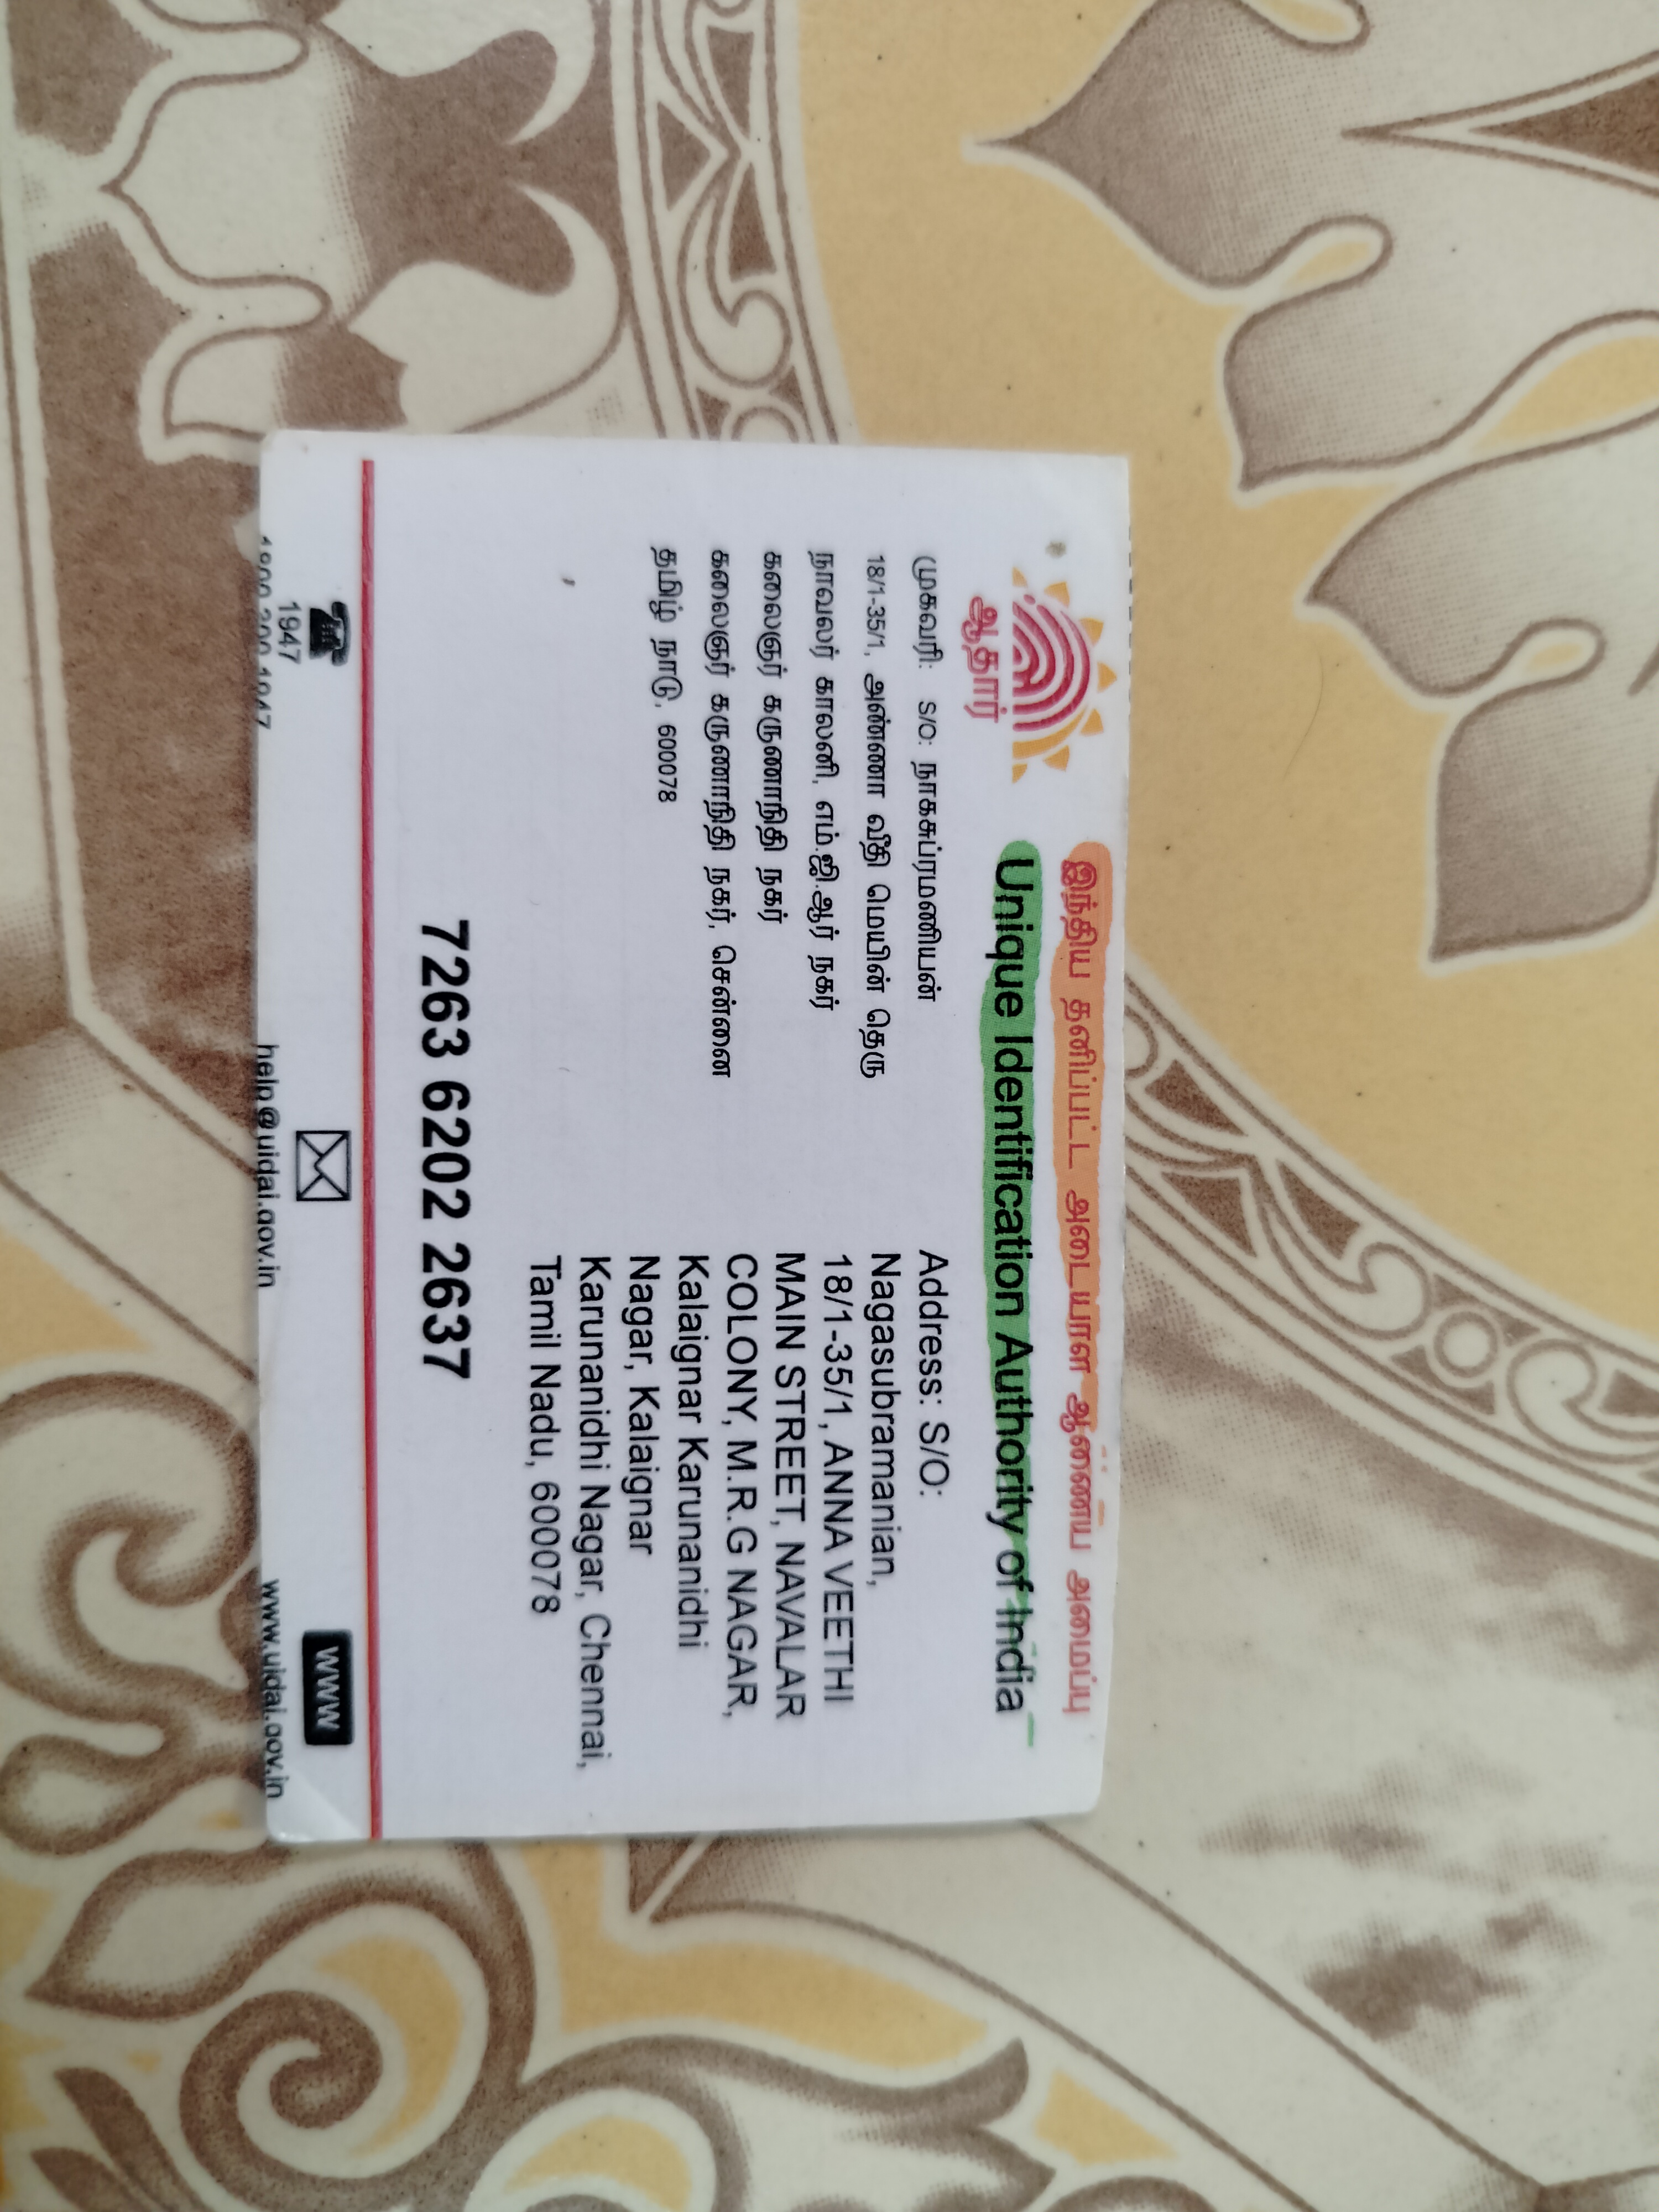 இந்திய தனிப்பட்ட அடையாள ஆணைய அமைப்பு
Unique Identification Authority of India
ஆதார்
முகவரி: S/O: நாகசுப்ரமணியன்
18/1-35/1, அண்ணா வீதி மெயின் தெரு
நாவலர் காலனி, எம்.ஜி.ஆர் நகர்
கலைஞர் கருணாநிதி நகர்
கலைஞர் கருணாநிதி நகர், சென்னை
தமிழ் நாடு, 600078
Address: S/O:
Nagasubramanian,
18/1-35/1, ANNA VEETHI
MAIN STREET, NAVALAR
COLONY, M.R.G NAGAR,
Kalaignar Karunanidhi
Nagar, Kalaignar
Karunanidhi Nagar, Chennai,
Tamil Nadu, 600078
7263 6202 2637
1947
1800 300 1947
help@uidai.gov.in
WWW
www.uidai.gov.in